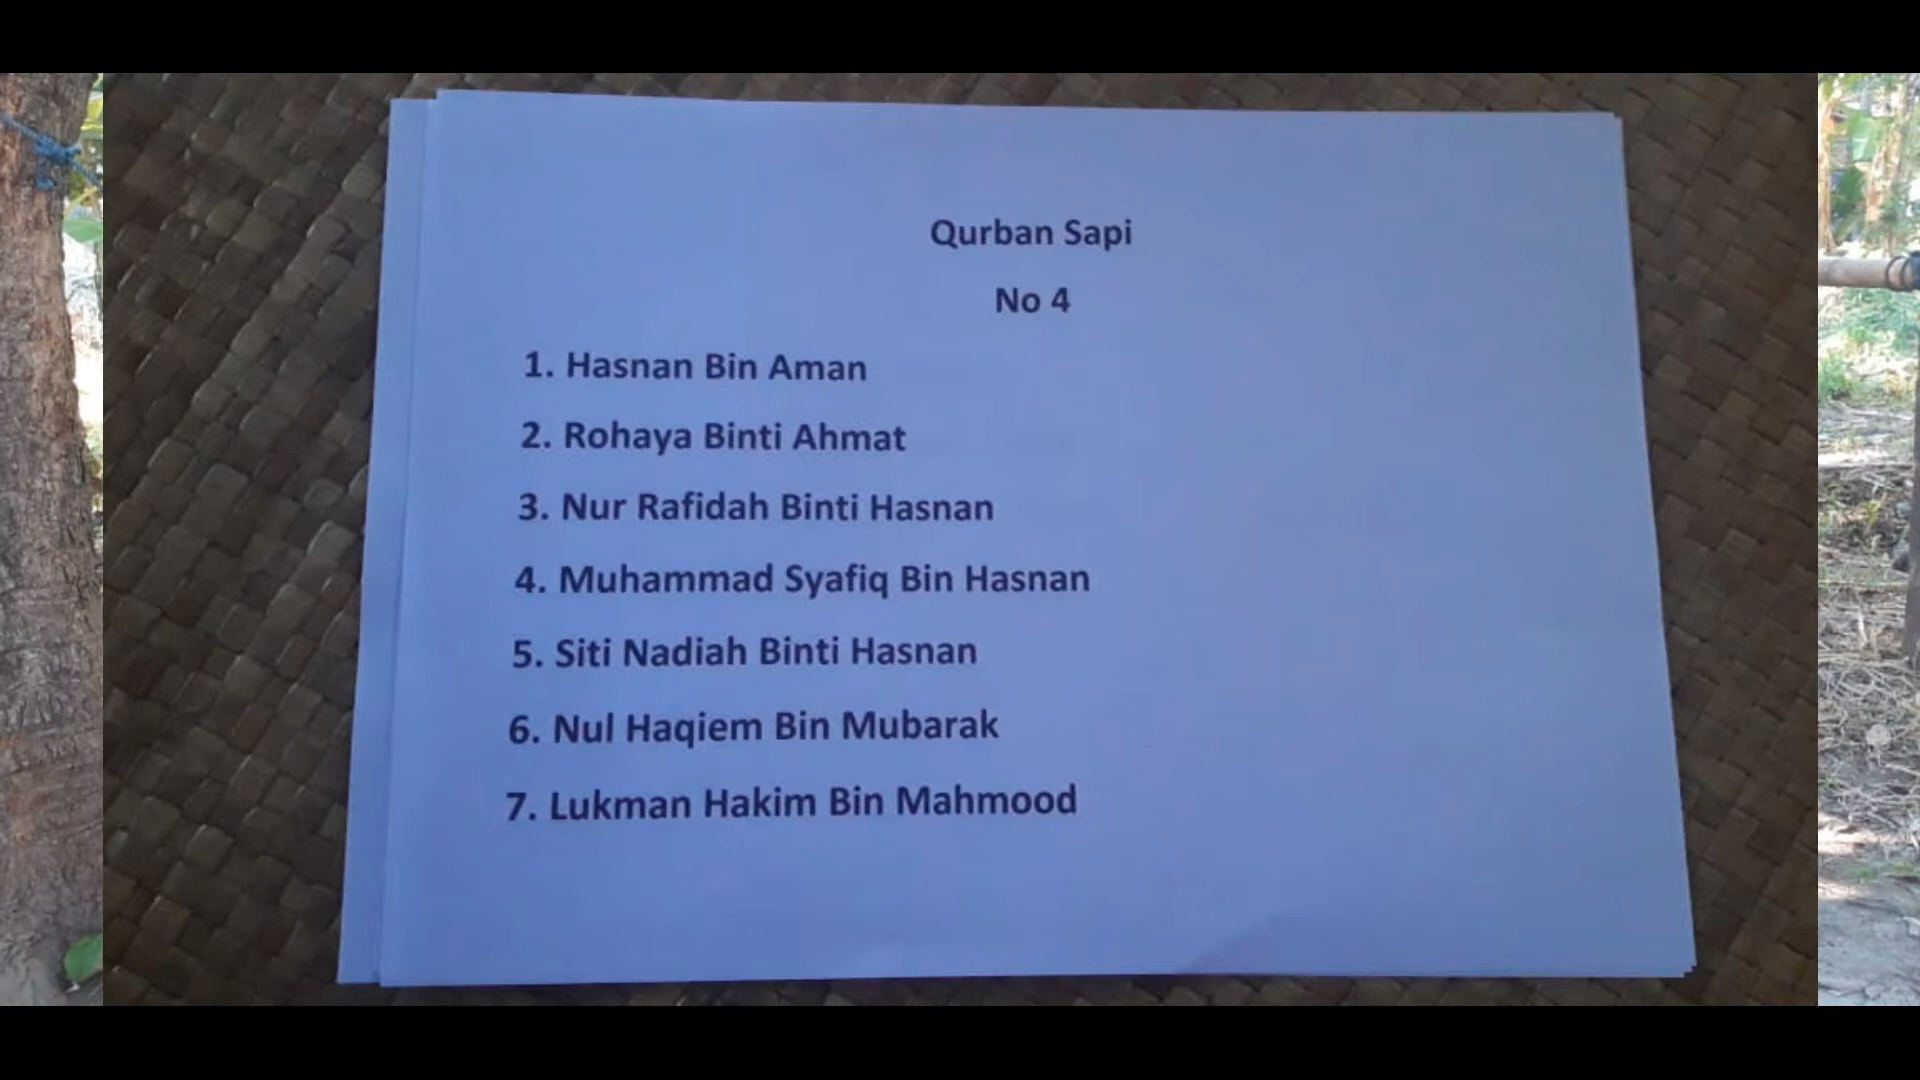 Qurban Sapi
No 4
1. Hasnan Bin Aman
2. Rohaya Binti Ahmat
3. Nur Rafidah Binti Hasnan
4. Muhammad Syafiq Bin Hasnan
5. Siti Nadiah Binti Hasnan
6. Nul Haqiem Bin Mubarak
7. Lukman Hakim Bin Mahmood